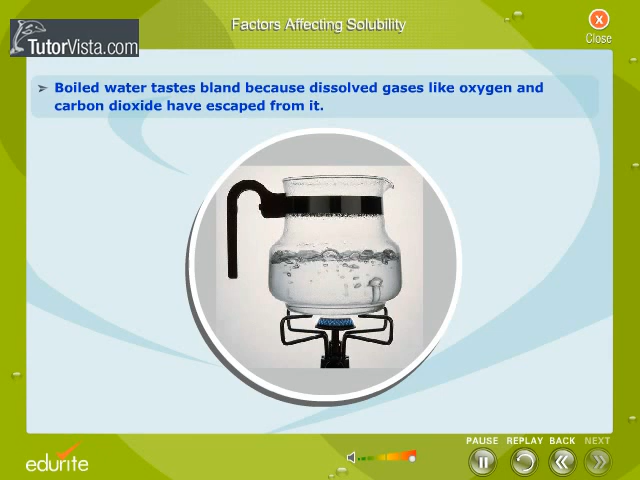 Factors Affecting Solubility
X
Close
TutorVista.com
➢ Boiled water tastes bland because dissolved gases like oxygen and
carbon dioxide have escaped from it.
PAUSE REPLAY BACK NEXT
edurite